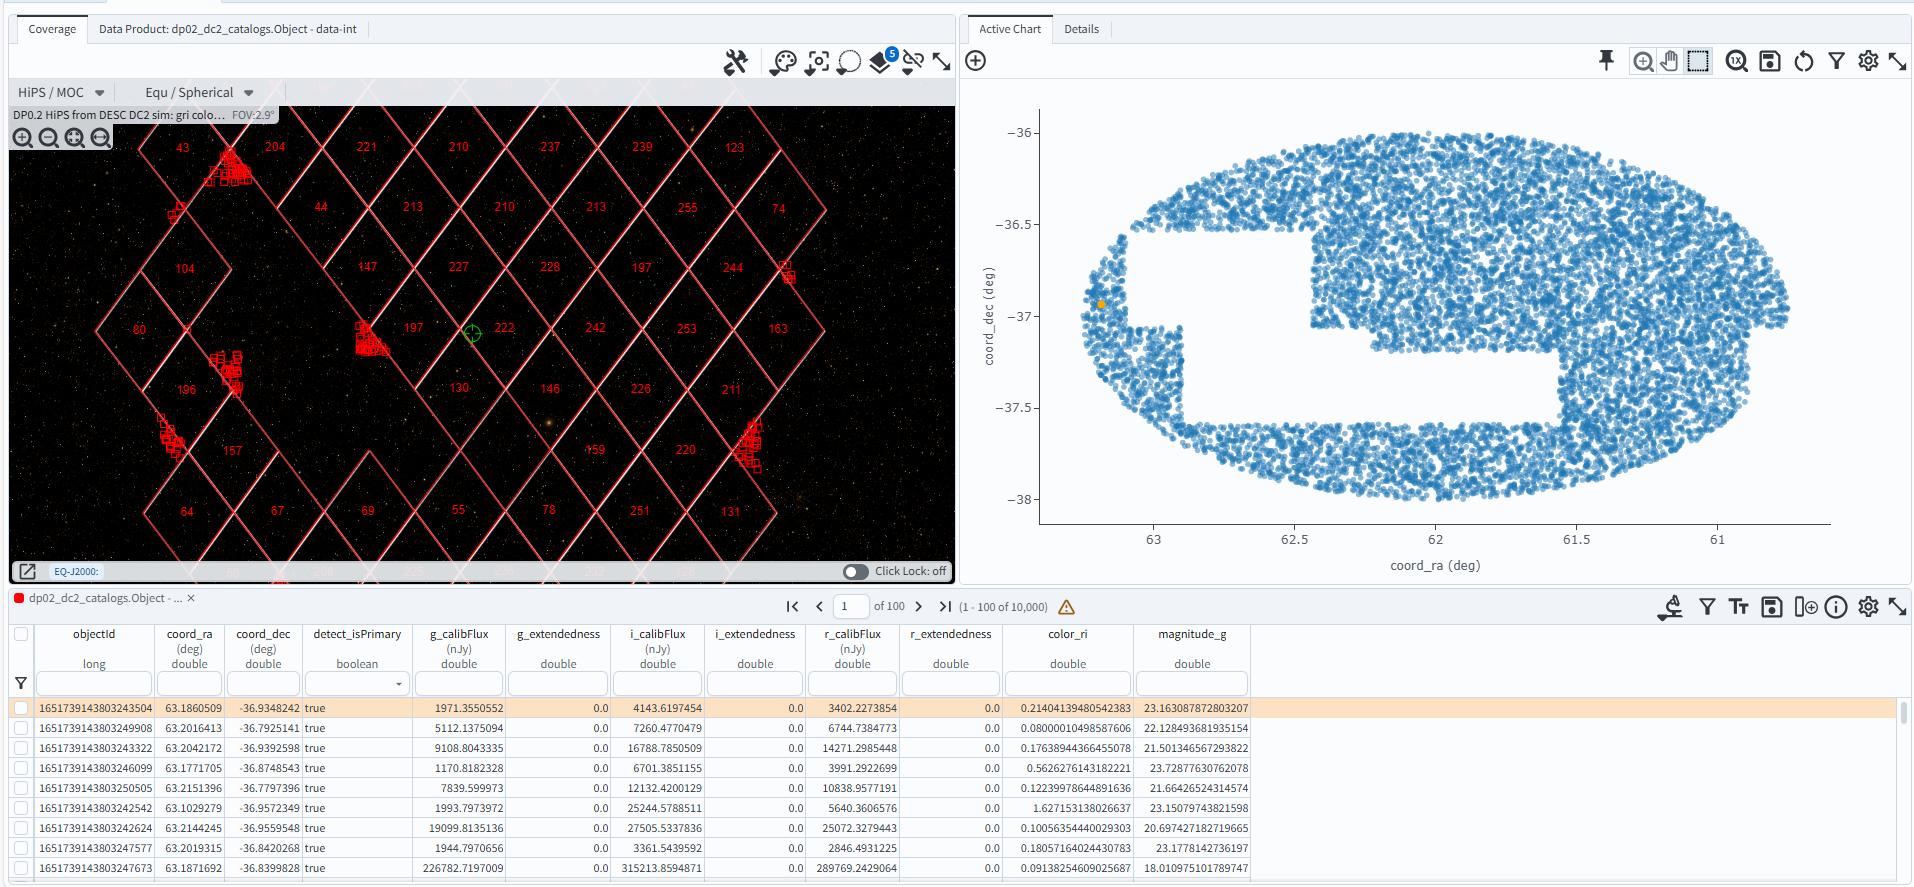 Coverage
Data Product: dp02_dc2_catalogs.Object - data-int
5
HiPS / MOC
Equ / Spherical
DP0.2 HiPS from DESC DC2 sim: gri colo... FOV:2.9°
43 204 221 210 237 239 123
44 213 210 213 255 74
104 147 227 228 197 244
80 197 222 242 253 163
196 130 146 226 211
157 159 220
64 67 69 55 78 251 131
EQ-J2000:
Click Lock: off
Active Chart
Details
1X
−36
−36.5
−37
−37.5
−38
coord_dec (deg)
63 62.5 62 61.5 61
coord_ra (deg)
dp02_dc2_catalogs.Object - ... ×
1 of 100 (1 - 100 of 10,000)
objectId coord_ra coord_dec detect_isPrimary g_calibFlux g_extendedness i_calibFlux i_extendedness r_calibFlux r_extendedness color_ri magnitude_g
(deg) (deg) (nJy) (nJy) (nJy)
long double double boolean double double double double double double double double
1651739143803243504 63.1860509 -36.9348242 true 1971.3550552 0.0 4143.6197454 0.0 3402.2273854 0.0 0.21404139480542383 23.163087872803207
1651739143803249908 63.2016413 -36.7925141 true 5112.1375094 0.0 7260.4770479 0.0 6744.7384773 0.0 0.08000010498587606 22.128493681935154
1651739143803243322 63.2042172 -36.9392598 true 9108.8043335 0.0 16788.7850509 0.0 14271.2985448 0.0 0.17638944366455078 21.501346567293822
1651739143803246099 63.1771705 -36.8748543 true 1170.8182328 0.0 6701.3851155 0.0 3991.2922699 0.0 0.5626276143182221 23.72877630762078
1651739143803250505 63.2151396 -36.7797396 true 7839.599973 0.0 12132.4200129 0.0 10838.9577191 0.0 0.12239978644891636 21.66426524314574
1651739143803242542 63.1029279 -36.9572349 true 1993.7973972 0.0 25244.5788511 0.0 5640.3606576 0.0 1.627153138026637 23.15079743821598
1651739143803242624 63.2144245 -36.9559548 true 19099.8135136 0.0 27505.5337836 0.0 25072.3279443 0.0 0.10056354440029303 20.697427182719665
1651739143803247577 63.2019315 -36.8420268 true 1944.7970656 0.0 3361.5439592 0.0 2846.4931225 0.0 0.18057164024430783 23.1778142736197
1651739143803247673 63.1871692 -36.8399828 true 226782.7197009 0.0 315213.8594871 0.0 289769.2429064 0.0 0.09138254609025687 18.010975101789747